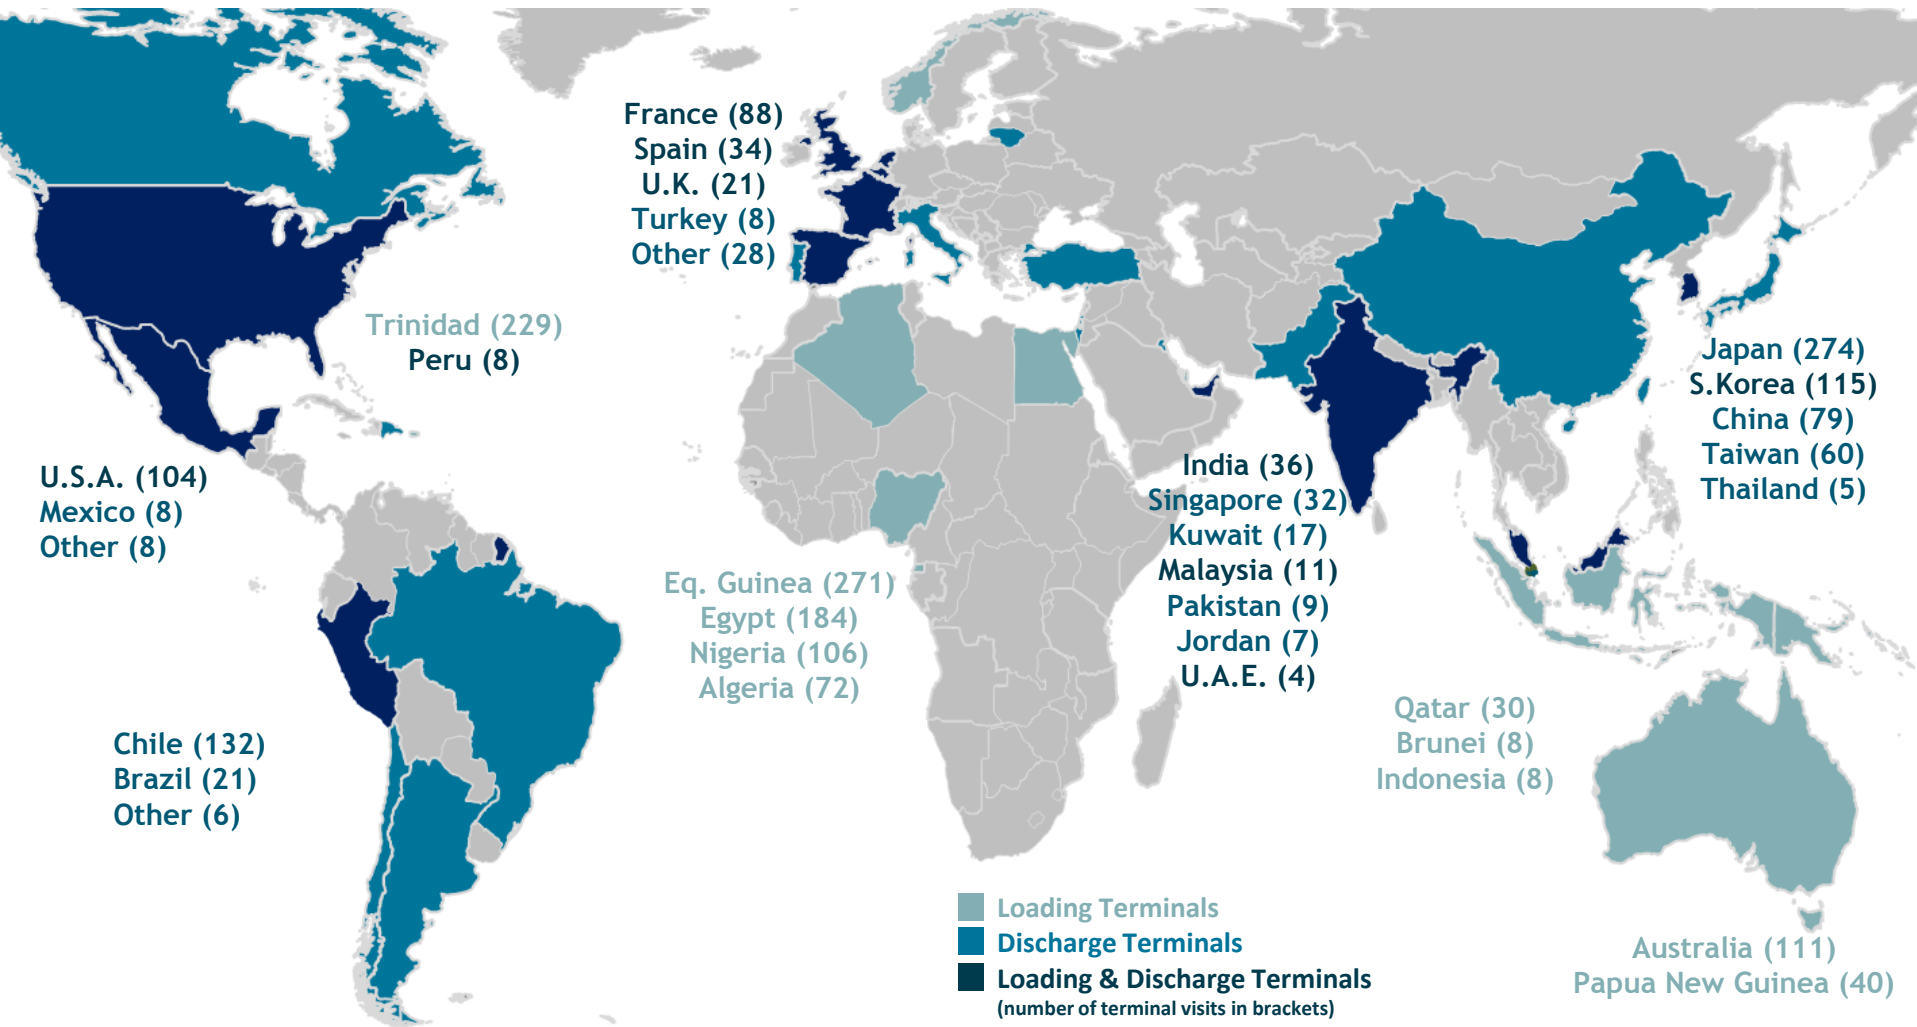 France (88)
Spain (34)
U.K. (21)
Turkey (8)
Other (28)
Trinidad (229)
Peru (8)
U.S.A. (104)
Mexico (8)
Other (8)
Chile (132)
Brazil (21)
Other (6)
Eq. Guinea (271)
Egypt (184)
Nigeria (106)
Algeria (72)
India (36)
Singapore (32)
Kuwait (17)
Malaysia (11)
Pakistan (9)
Jordan (7)
U.A.E. (4)
Japan (274)
S.Korea (115)
China (79)
Taiwan (60)
Thailand (5)
Qatar (30)
Brunei (8)
Indonesia (8)
Australia (111)
Papua New Guinea (40)
Loading Terminals
Discharge Terminals
Loading & Discharge Terminals
(number of terminal visits in brackets)